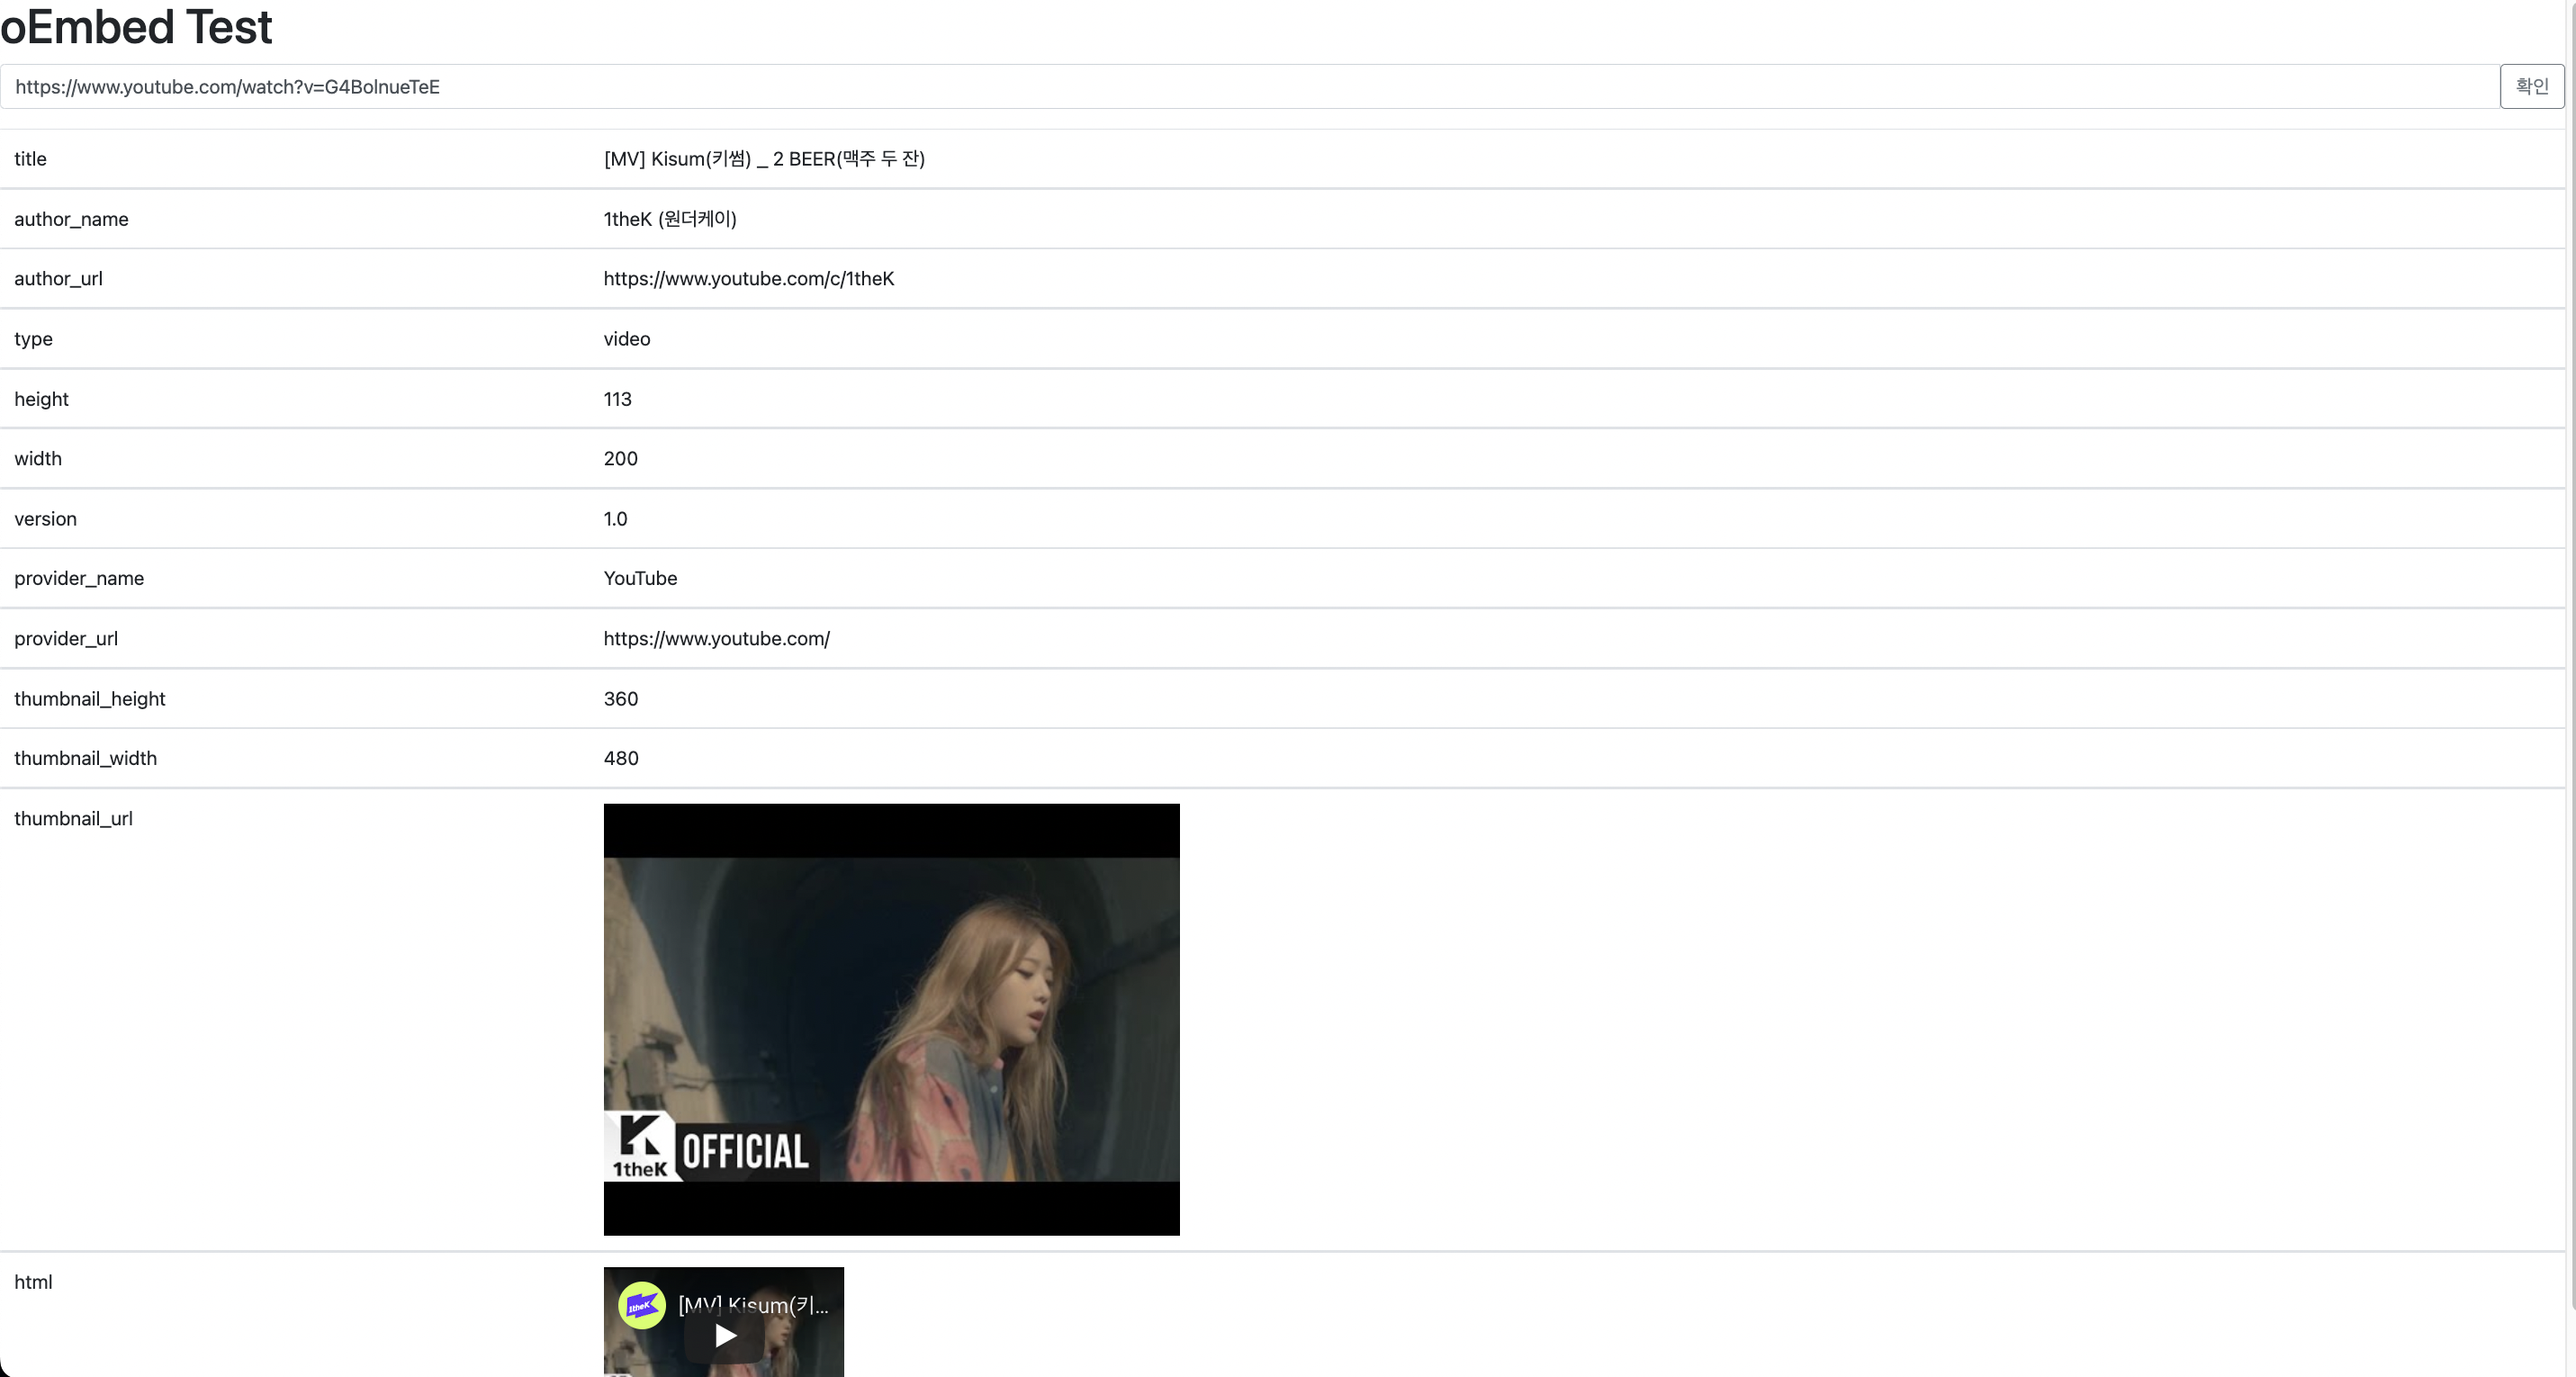 oEmbed Test
https://www.youtube.com/watch?v=G4BolnueTeE
확인
title [MV] Kisum(키썸) _ 2 BEER(맥주 두 잔)
author_name 1theK (원더케이)
author_url https://www.youtube.com/c/1theK
type video
height 113
width 200
version 1.0
provider_name YouTube
provider_url https://www.youtube.com/
thumbnail_height 360
thumbnail_width 480
thumbnail_url
1theK OFFICIAL
html
1theK [MV] Kisum(키...